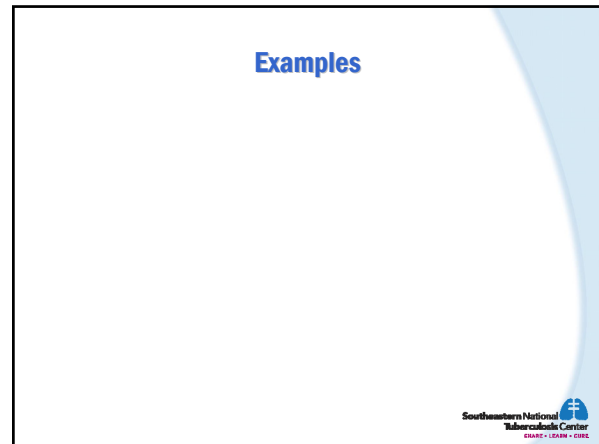 Examples
Southeastern National
Tuberculosis Center
SHARE • LEARN • CURE